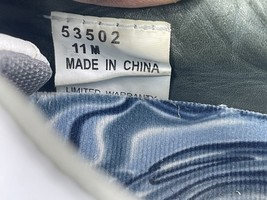 53502
11 M
MADE IN CHINA
LIMITED WARRANTY